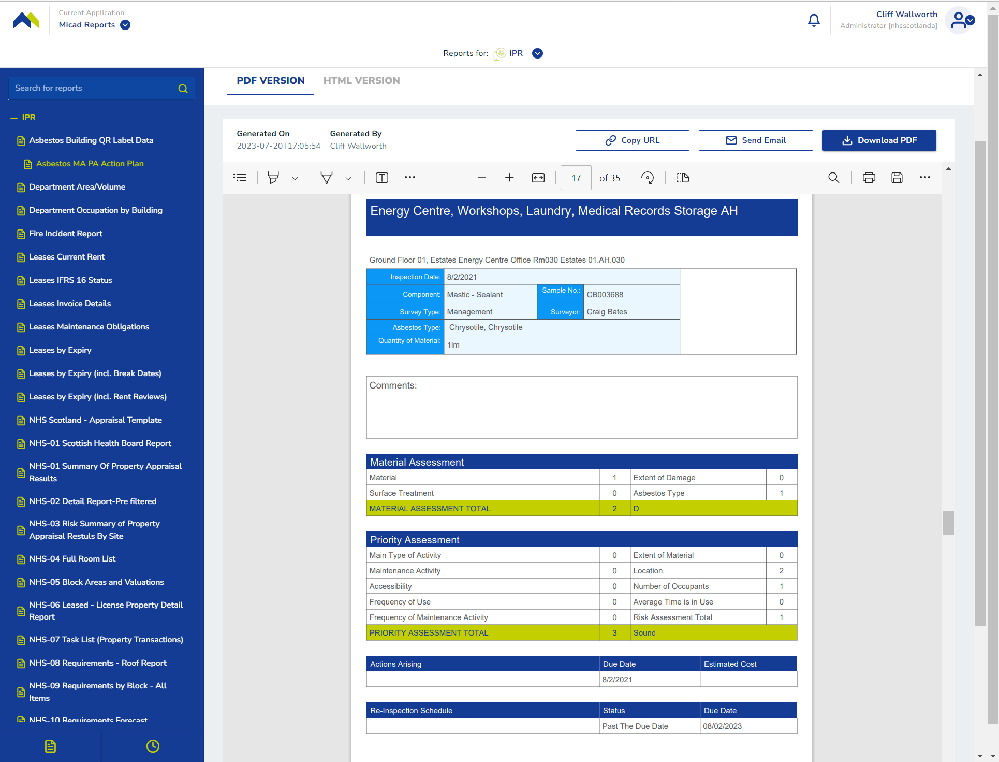 Current Application
Micad Reports
Cliff Wallworth
Administrator [nhsscotlanda]
Reports for: IPR
Search for reports
IPR
Asbestos Building QR Label Data
Asbestos MA PA Action Plan
Department Area/Volume
Department Occupation by Building
Fire Incident Report
Leases Current Rent
Leases IFRS 16 Status
Leases Invoice Details
Leases Maintenance Obligations
Leases by Expiry
Leases by Expiry (incl. Break Dates)
Leases by Expiry (incl. Rent Reviews)
NHS Scotland - Appraisal Template
NHS-01 Scottish Health Board Report
NHS-01 Summary Of Property Appraisal
Results
NHS-02 Detail Report-Pre filtered
NHS-03 Risk Summary of Property
Appraisal Restuls By Site
NHS-04 Full Room List
NHS-05 Block Areas and Valuations
NHS-06 Leased - License Property Detail
Report
NHS-07 Task List (Property Transactions)
NHS-08 Requirements - Roof Report
NHS-09 Requirements by Block - All
Items
NHS-10 Requirements Forecast
PDF VERSION HTML VERSION
Generated On Generated By
2023-07-20T17:05:54 Cliff Wallworth
Copy URL Send Email Download PDF
17 of 35
Energy Centre, Workshops, Laundry, Medical Records Storage AH
Ground Floor 01, Estates Energy Centre Office Rm030 Estates 01.AH.030
Inspection Date: 8/2/2021
Component: Mastic - Sealant Sample No.: CB003688
Survey Type: Management Surveyor: Craig Bates
Asbestos Type: Chrysotile, Chrysotile
Quantity of Material: 1lm
Comments:
Material Assessment
Material 1 Extent of Damage 0
Surface Treatment 0 Asbestos Type 1
MATERIAL ASSESSMENT TOTAL 2 D
Priority Assessment
Main Type of Activity 0 Extent of Material 0
Maintenance Activity 0 Location 2
Accessibility 0 Number of Occupants 1
Frequency of Use 0 Average Time is in Use 0
Frequency of Maintenance Activity 0 Risk Assessment Total 1
PRIORITY ASSESSMENT TOTAL 3 Sound
Actions Arising Due Date Estimated Cost
8/2/2021
Re-Inspection Schedule Status Due Date
Past The Due Date 08/02/2023